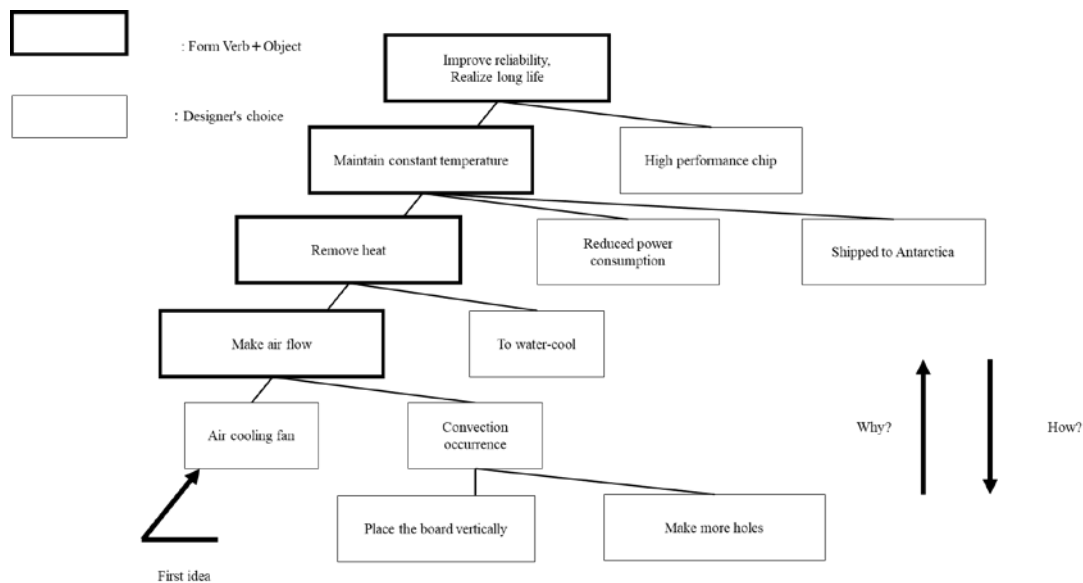 : Form Verb+Object
: Designer's choice
Improve reliability,
Realize long life
Maintain constant temperature
High performance chip
Remove heat
Reduced power
consumption
Shipped to Antarctica
Make air flow
To water-cool
Air cooling fan
Convection
occurrence
Why?
How?
Place the board vertically
Make more holes
First idea